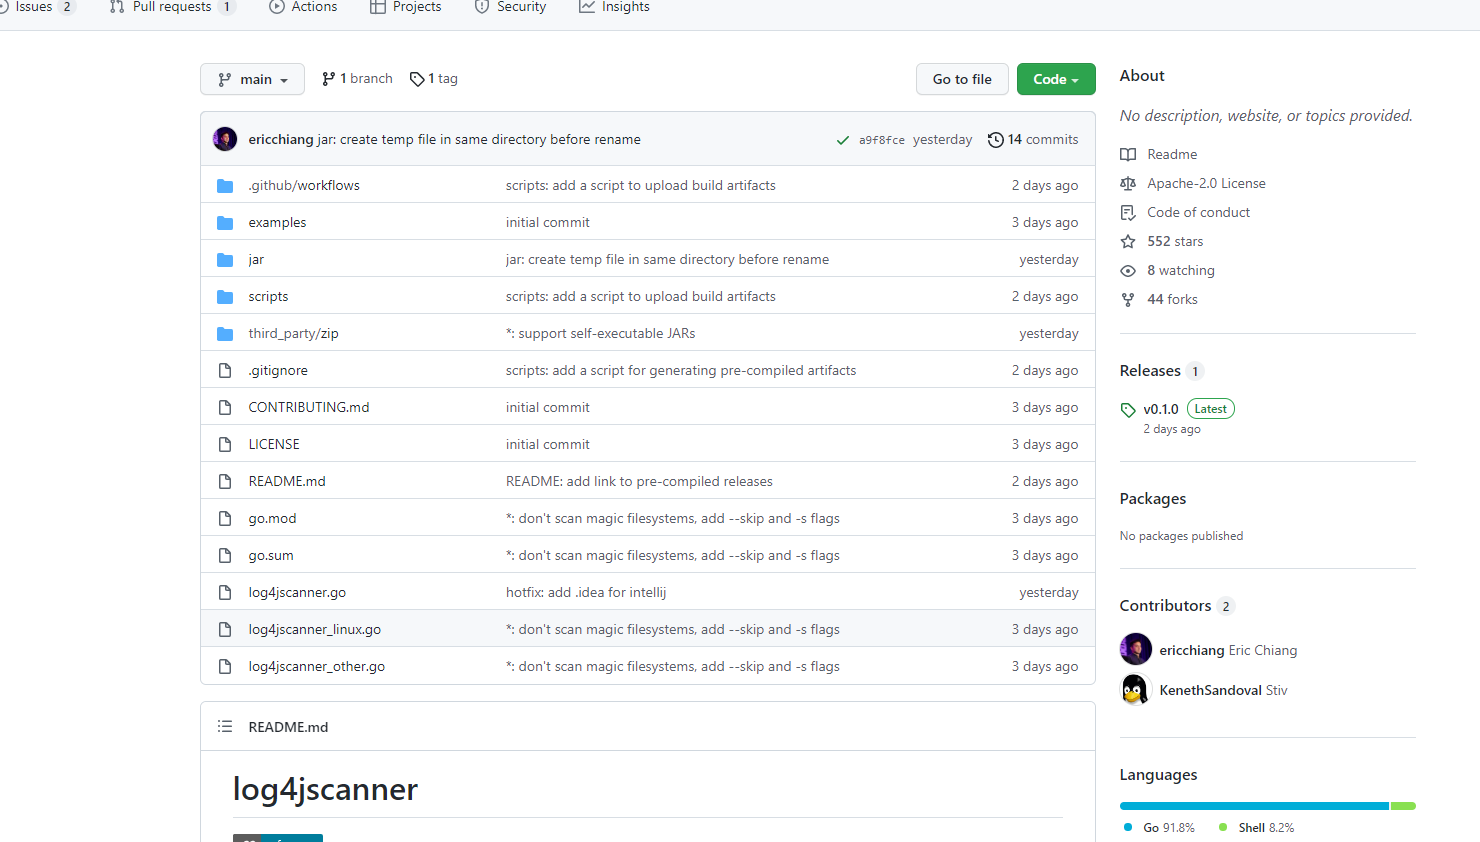 Issues 2 Pull requests 1 Actions Projects Security Insights
main 1 branch 1 tag Go to file Code
ericchiang jar: create temp file in same directory before rename a9f8fce yesterday 14 commits
.github/workflows scripts: add a script to upload build artifacts 2 days ago
examples initial commit 3 days ago
jar jar: create temp file in same directory before rename yesterday
scripts scripts: add a script to upload build artifacts 2 days ago
third_party/zip *: support self-executable JARs yesterday
.gitignore scripts: add a script for generating pre-compiled artifacts 2 days ago
CONTRIBUTING.md initial commit 3 days ago
LICENSE initial commit 3 days ago
README.md README: add link to pre-compiled releases 2 days ago
go.mod *: don't scan magic filesystems, add --skip and -s flags 3 days ago
go.sum *: don't scan magic filesystems, add --skip and -s flags 3 days ago
log4jscanner.go hotfix: add .idea for intellij yesterday
log4jscanner_linux.go *: don't scan magic filesystems, add --skip and -s flags 3 days ago
log4jscanner_other.go *: don't scan magic filesystems, add --skip and -s flags 3 days ago
README.md
log4jscanner
About
No description, website, or topics provided.
Readme
Apache-2.0 License
Code of conduct
552 stars
8 watching
44 forks
Releases 1
v0.1.0 Latest
2 days ago
Packages
No packages published
Contributors 2
ericchiang Eric Chiang
KenethSandoval Stiv
Languages
Go 91.8% Shell 8.2%